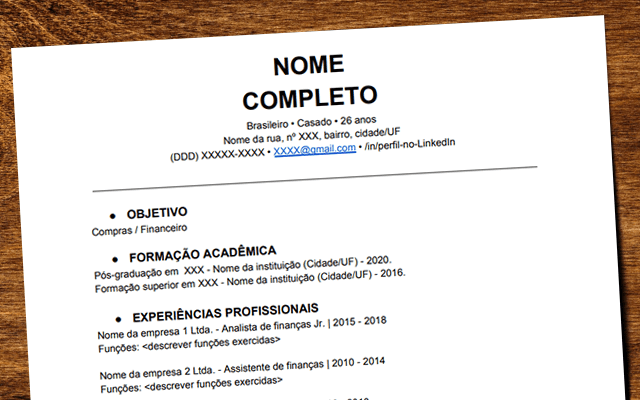 NOME
COMPLETO
Brasileiro • Casado • 26 anos
Nome da rua, nº XXX, bairro, cidade/UF
(DDD) XXXXX-XXXX • XXXX@gmail.com • /in/perfil-no-LinkedIn
● OBJETIVO
Compras / Financeiro
● FORMAÇÃO ACADÊMICA
Pós-graduação em XXX - Nome da instituição (Cidade/UF) - 2020.
Formação superior em XXX - Nome da instituição (Cidade/UF) - 2016.
● EXPERIÊNCIAS PROFISSIONAIS
Nome da empresa 1 Ltda. - Analista de finanças Jr. | 2015 - 2018
Funções: <descrever funções exercidas>
Nome da empresa 2 Ltda. - Assistente de finanças | 2010 - 2014
Funções: <descrever funções exercidas>